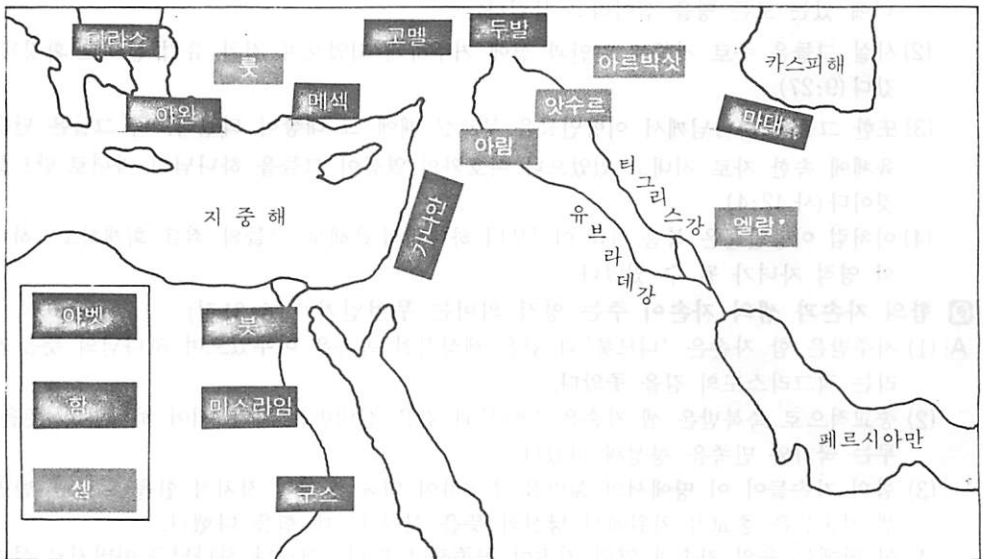 디라스
룻
고멜
두발
아르박삿
카스피해
야완
메섹
앗수르
마대
아림
티그리스강
지중해
가나안
유브라데강
엘람
야벳
붓
함
미스라임
페르시아만
셈
구스